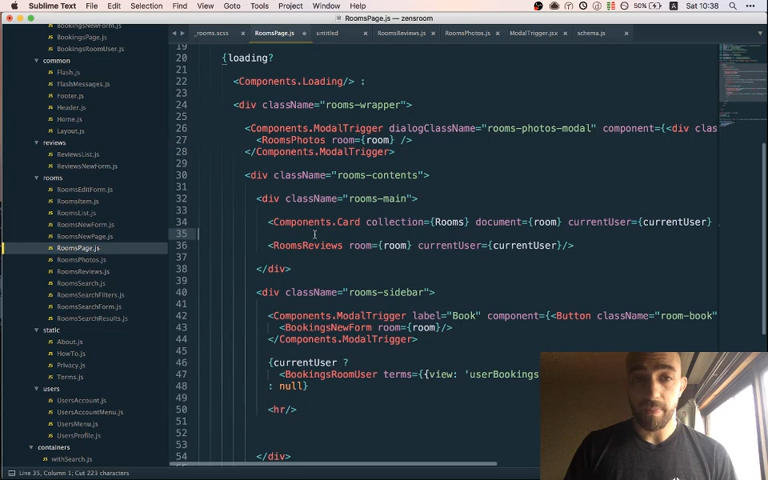 Sublime Text File Edit Selection Find View Goto Tools Project Window Help 50% Sat 10:38
RoomsPage.js — zensroom
_rooms.scss RoomsPage.js untitled RoomsReviews.js RoomsPhotos.js ModalTrigger.jsx schema.js
BookingsNewForm.js
BookingsPage.js
BookingsRoomUser.js
common
Flash.js
FlashMessages.js
Footer.js
Header.js
Home.js
Layout.js
reviews
ReviewsList.js
ReviewsNewForm.js
rooms
RoomsEditForm.js
RoomsItem.js
RoomsList.js
RoomsNewForm.js
RoomsNewPage.js
RoomsPage.js
RoomsPhotos.js
RoomsReviews.js
RoomsSearch.js
RoomsSearchFilters.js
RoomsSearchForm.js
RoomsSearchResults.js
static
About.js
HowTo.js
Privacy.js
Terms.js
users
UsersAccount.js
UsersAccountMenu.js
UsersMenu.js
UsersProfile.js
containers
withSearch.js
19
20 {loading?
21
22 <Components.Loading/> :
23
24 <div className="rooms-wrapper">
25
26 <Components.ModalTrigger dialogClassName="rooms-photos-modal" component={<div clas
27 <RoomsPhotos room={room} />
28 </Components.ModalTrigger>
29
30 <div className="rooms-contents">
31
32 <div className="rooms-main">
33
34 <Components.Card collection={Rooms} document={room} currentUser={currentUser}
35
36 <RoomsReviews room={room} currentUser={currentUser}/>
37
38 </div>
39
40 <div className="rooms-sidebar">
41
42 <Components.ModalTrigger label="Book" component={<Button className="room-book"
43 <BookingsNewForm room={room}/>
44 </Components.ModalTrigger>
45
46 {currentUser ?
47 <BookingsRoomUser terms={{view: 'userBookings
48 : null}
49
50 <hr/>
51
52
53
54 </div>
Line 35, Column 1; Cut 223 characters